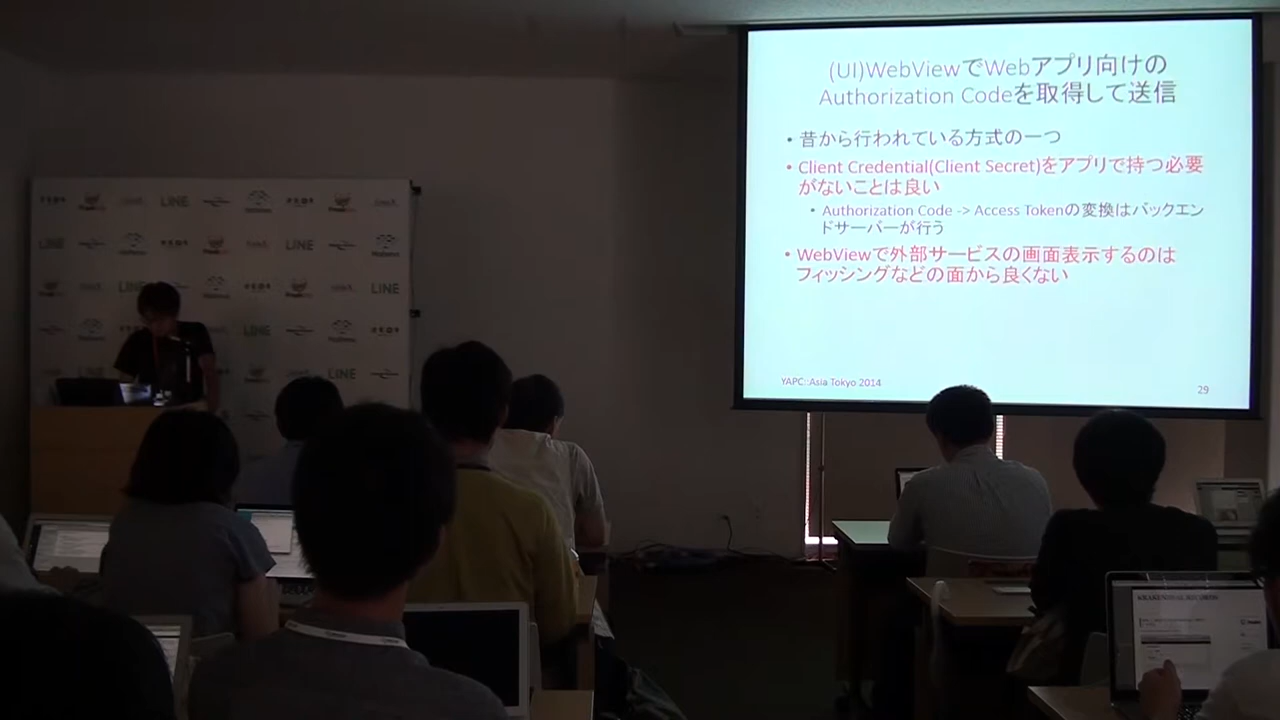 (UI)WebViewでWebアプリ向けの
Authorization Codeを取得して送信
• 昔から行われている方式の一つ
• Client Credential(Client Secret)をアプリで持つ必要
がないことは良い
• Authorization Code -> Access Tokenの変換はバックエン
ドサーバーが行う
• WebViewで外部サービスの画面表示するのは
フィッシングなどの面から良くない
YAPC::Asia Tokyo 2014
29
LINE
LINE
LINE
LINE
LINE
LINE